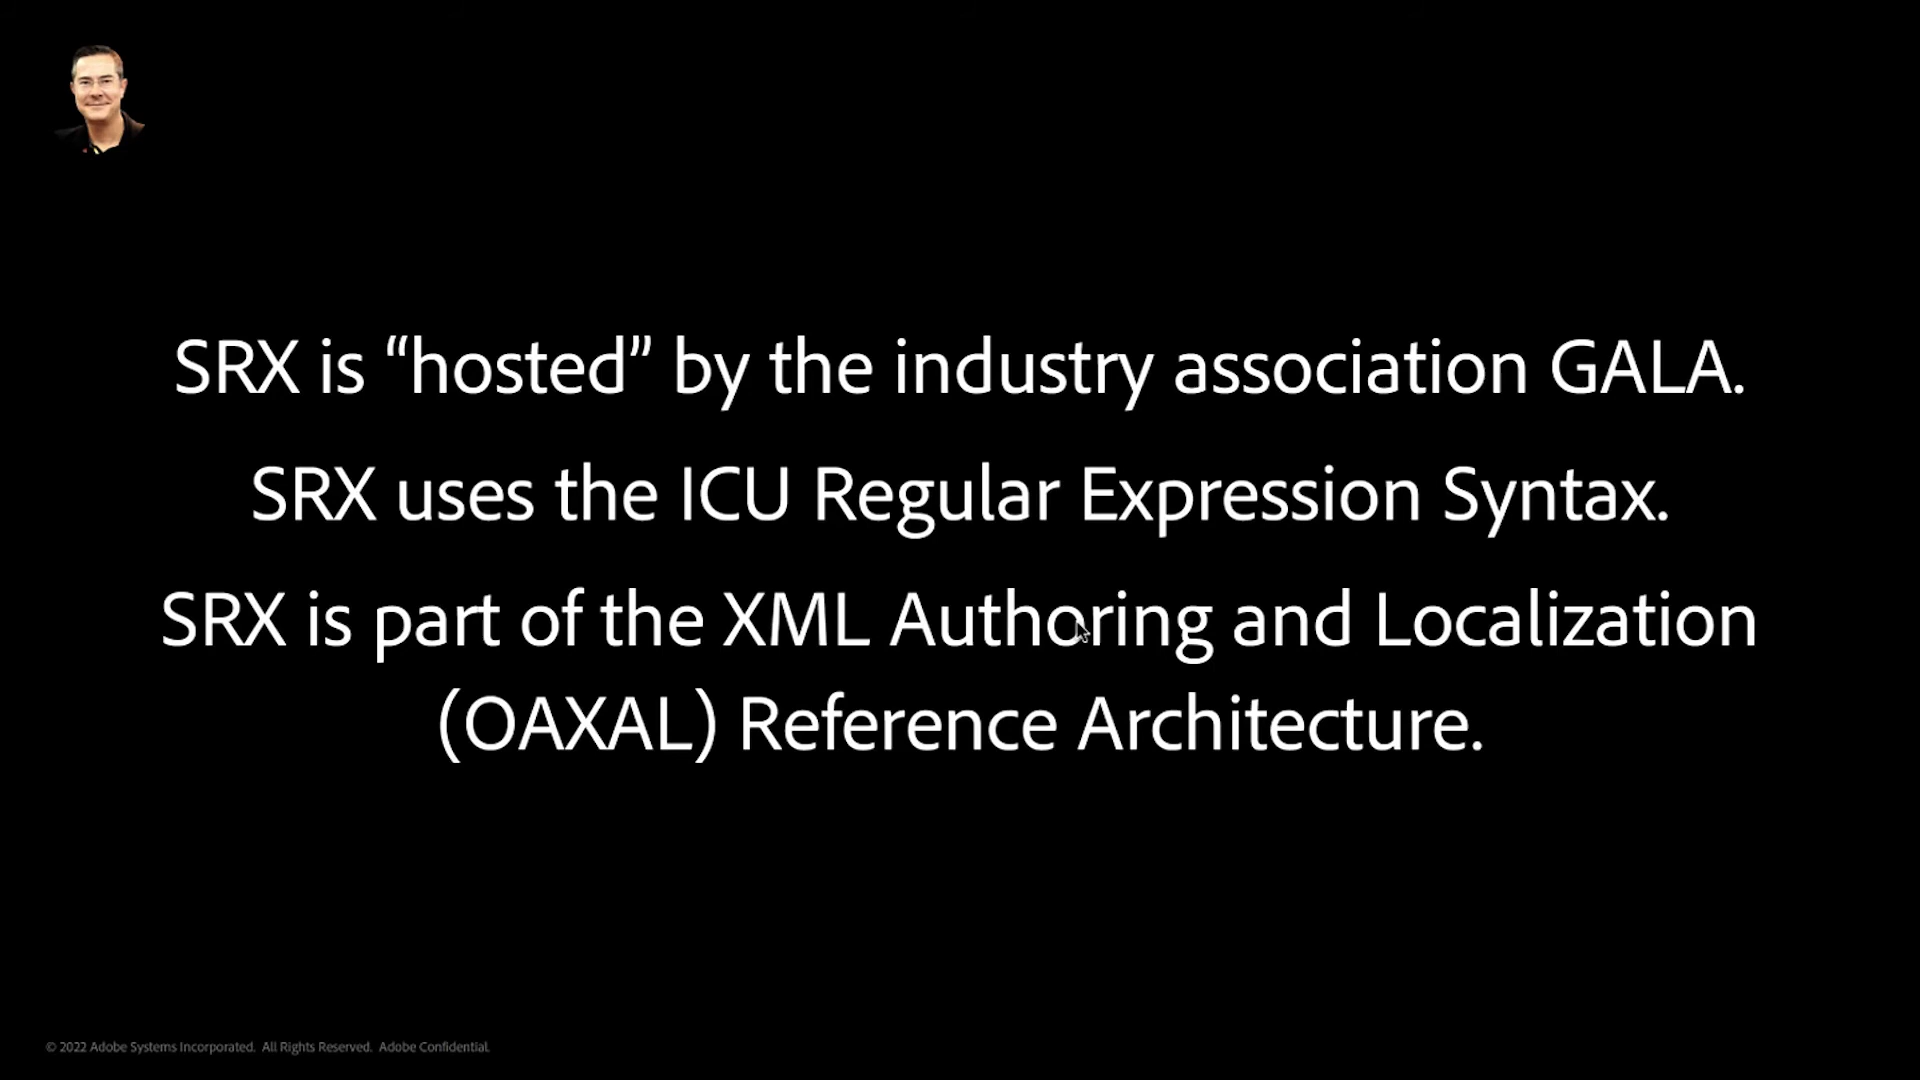 SRX is “hosted” by the industry association GALA.
SRX uses the ICU Regular Expression Syntax.
SRX is part of the XML Authoring and Localization
(OAXAL) Reference Architecture.
© 2022 Adobe Systems Incorporated.  All Rights Reserved.  Adobe Confidential.